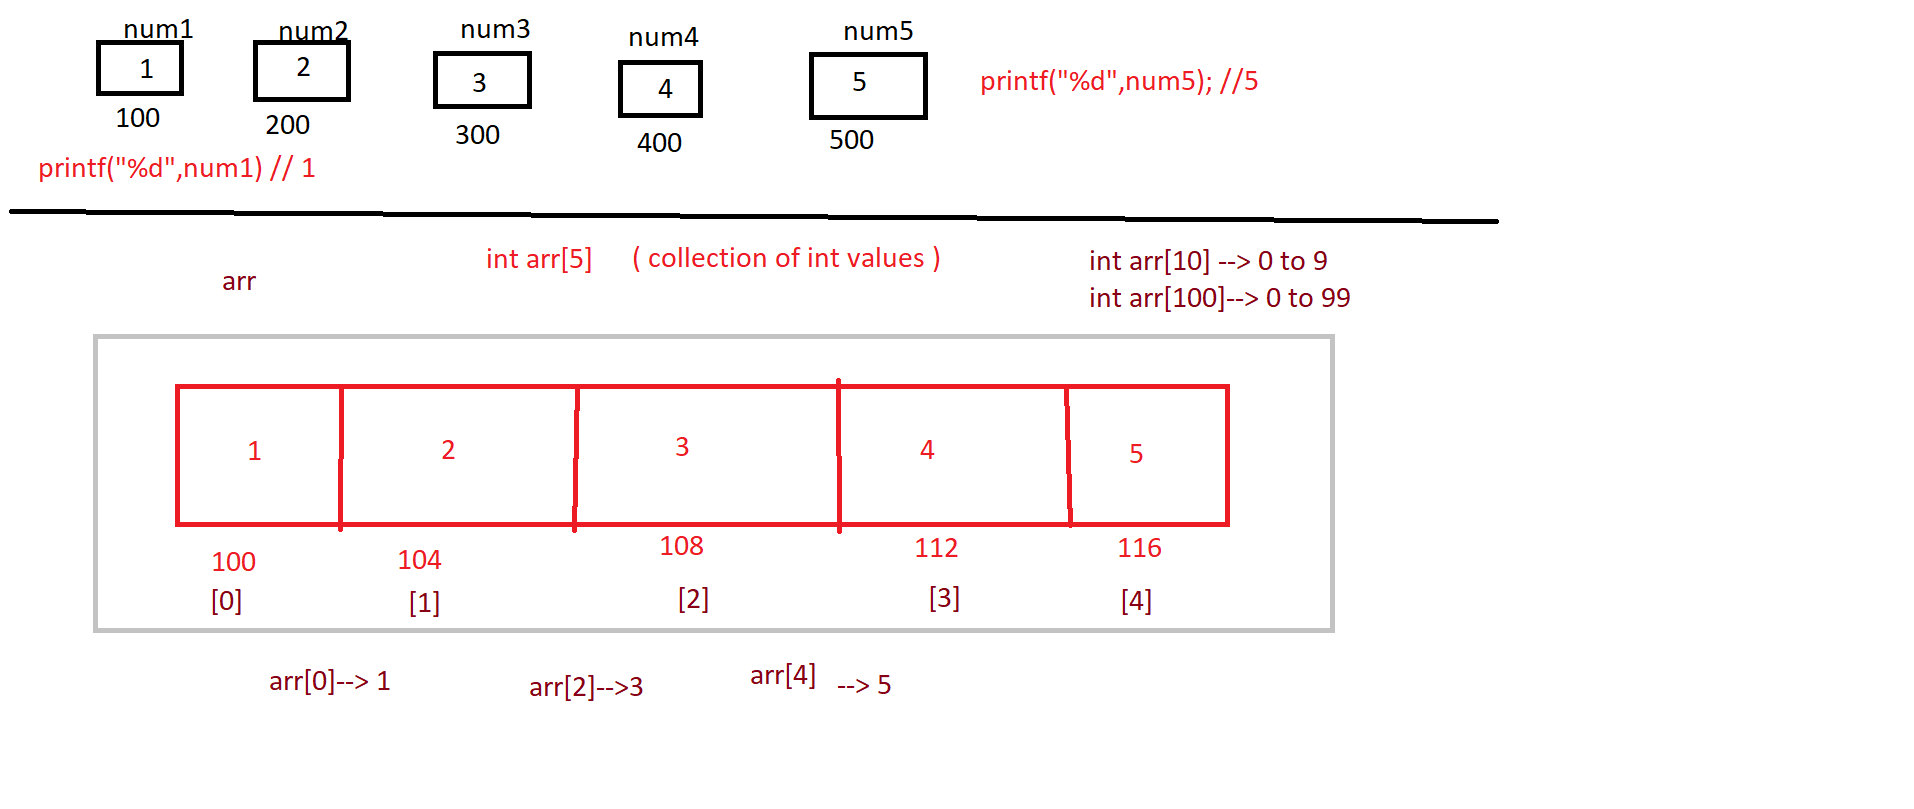 num1 num2 num3 num4 num5
1 2 3 4 5
printf("%d",num5); //5
100 200 300 400 500
printf("%d",num1) // 1
int arr[5] ( collection of int values )
int arr[10] --> 0 to 9
arr
int arr[100]--> 0 to 99
1 2 3 4 5
100 104 108 112 116
[0] [1] [2] [3] [4]
arr[0]--> 1 arr[2]-->3 arr[4] --> 5